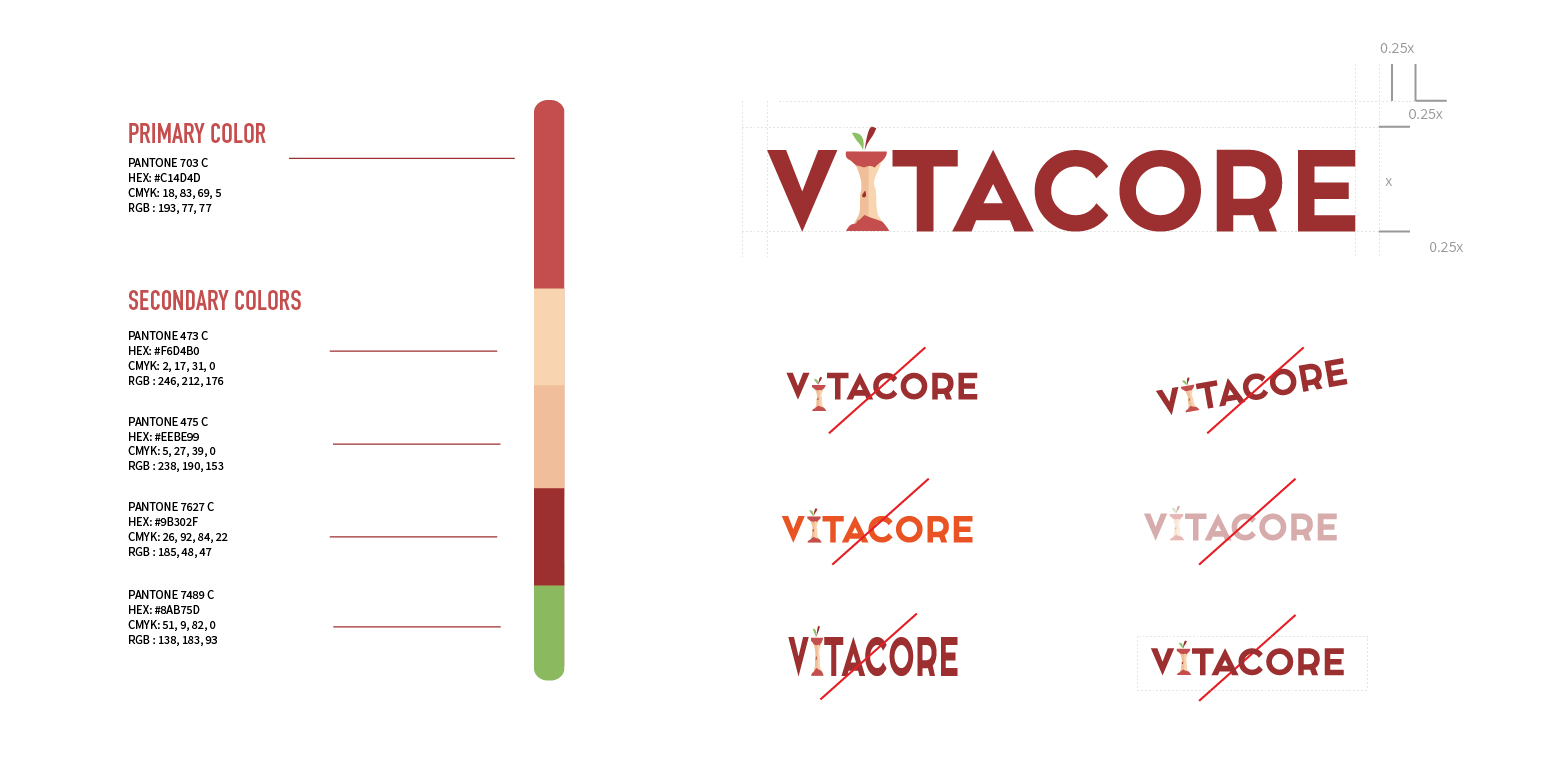 PRIMARY COLOR
PANTONE 703 C
HEX: #C14D4D
CMYK: 18, 83, 69, 5
RGB : 193, 77, 77
SECONDARY COLORS
PANTONE 473 C
HEX: #F6D4B0
CMYK: 2, 17, 31, 0
RGB : 246, 212, 176
PANTONE 475 C
HEX: #EEBE99
CMYK: 5, 27, 39, 0
RGB : 238, 190, 153
PANTONE 7627 C
HEX: #9B302F
CMYK: 26, 92, 84, 22
RGB : 185, 48, 47
PANTONE 7489 C
HEX: #8AB75D
CMYK: 51, 9, 82, 0
RGB : 138, 183, 93
0.25x
0.25x
VITACORE
x
0.25x
VITACORE
VITACORE
VITACORE
VITACORE
VITACORE
VITACORE